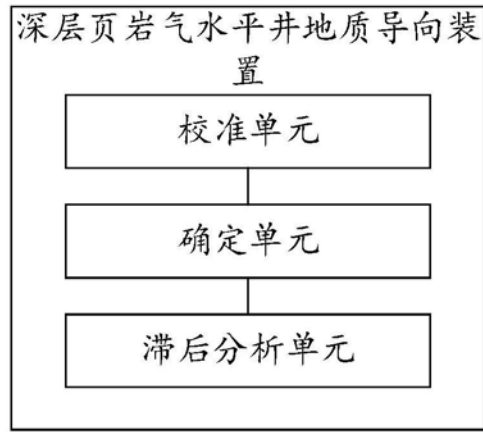 深层页岩气水平井地质导向装
置
校准单元
确定单元
滞后分析单元